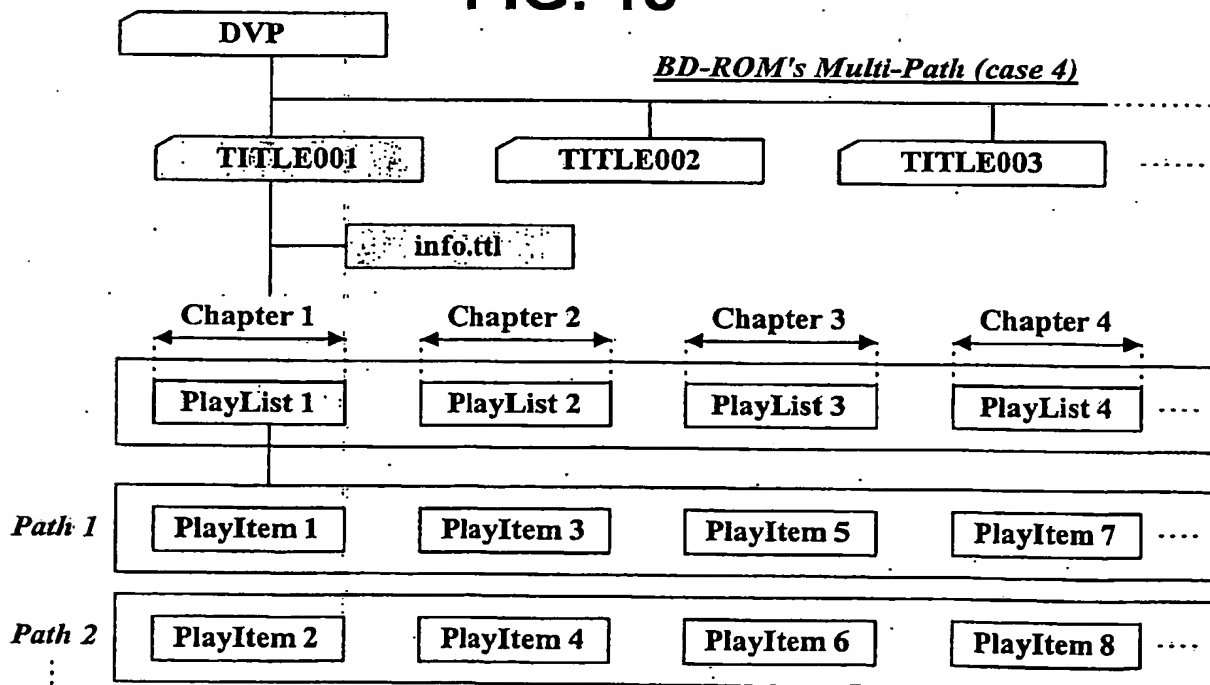 DVP
BD-ROM's Multi-Path (case 4)
TITLE001 TITLE002 TITLE003
info.ttl
Chapter 1 Chapter 2 Chapter 3 Chapter 4
PlayList 1 PlayList 2 PlayList 3 PlayList 4
Path 1 PlayItem 1 PlayItem 3 PlayItem 5 PlayItem 7
Path 2 PlayItem 2 PlayItem 4 PlayItem 6 PlayItem 8